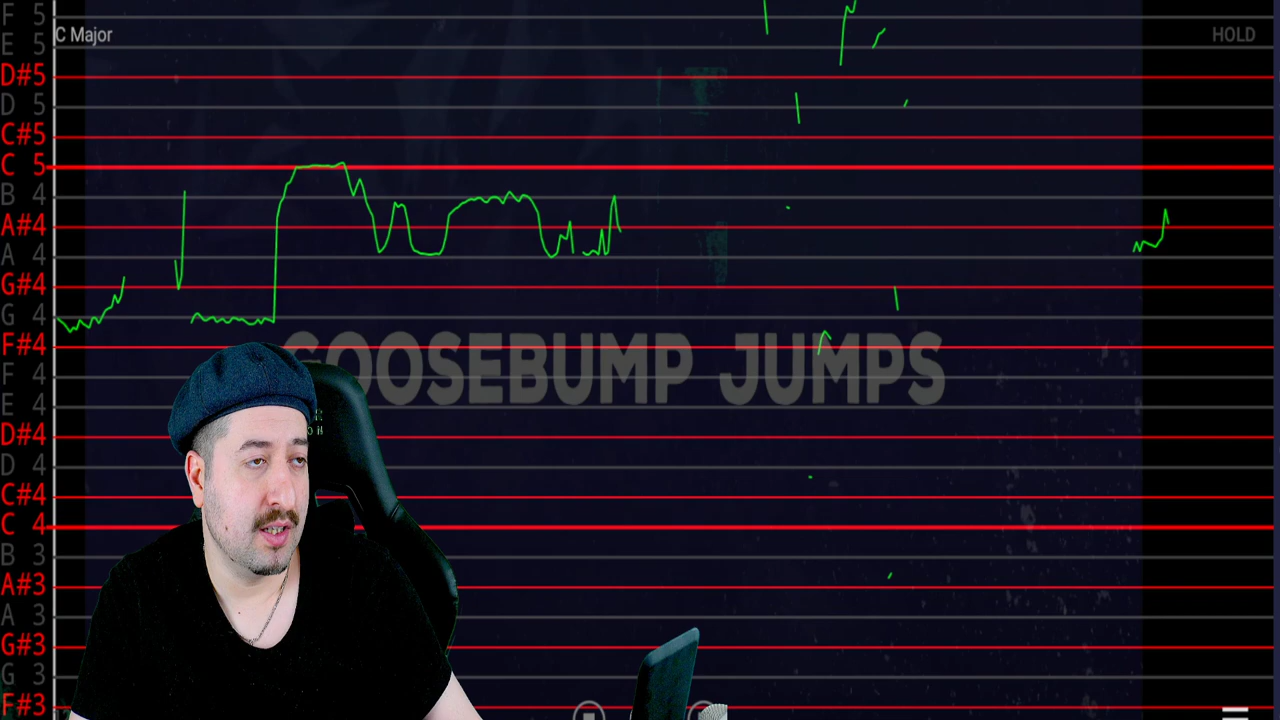 F 5
C Major
HOLD
E 5
D#5
D 5
C#5
C 5
B 4
A#4
A 4
G#4
G 4
F#4
GOOSEBUMP JUMPS
F 4
E 4
D#4
D 4
C#4
C 4
B 3
A#3
A 3
G#3
G 3
F#3